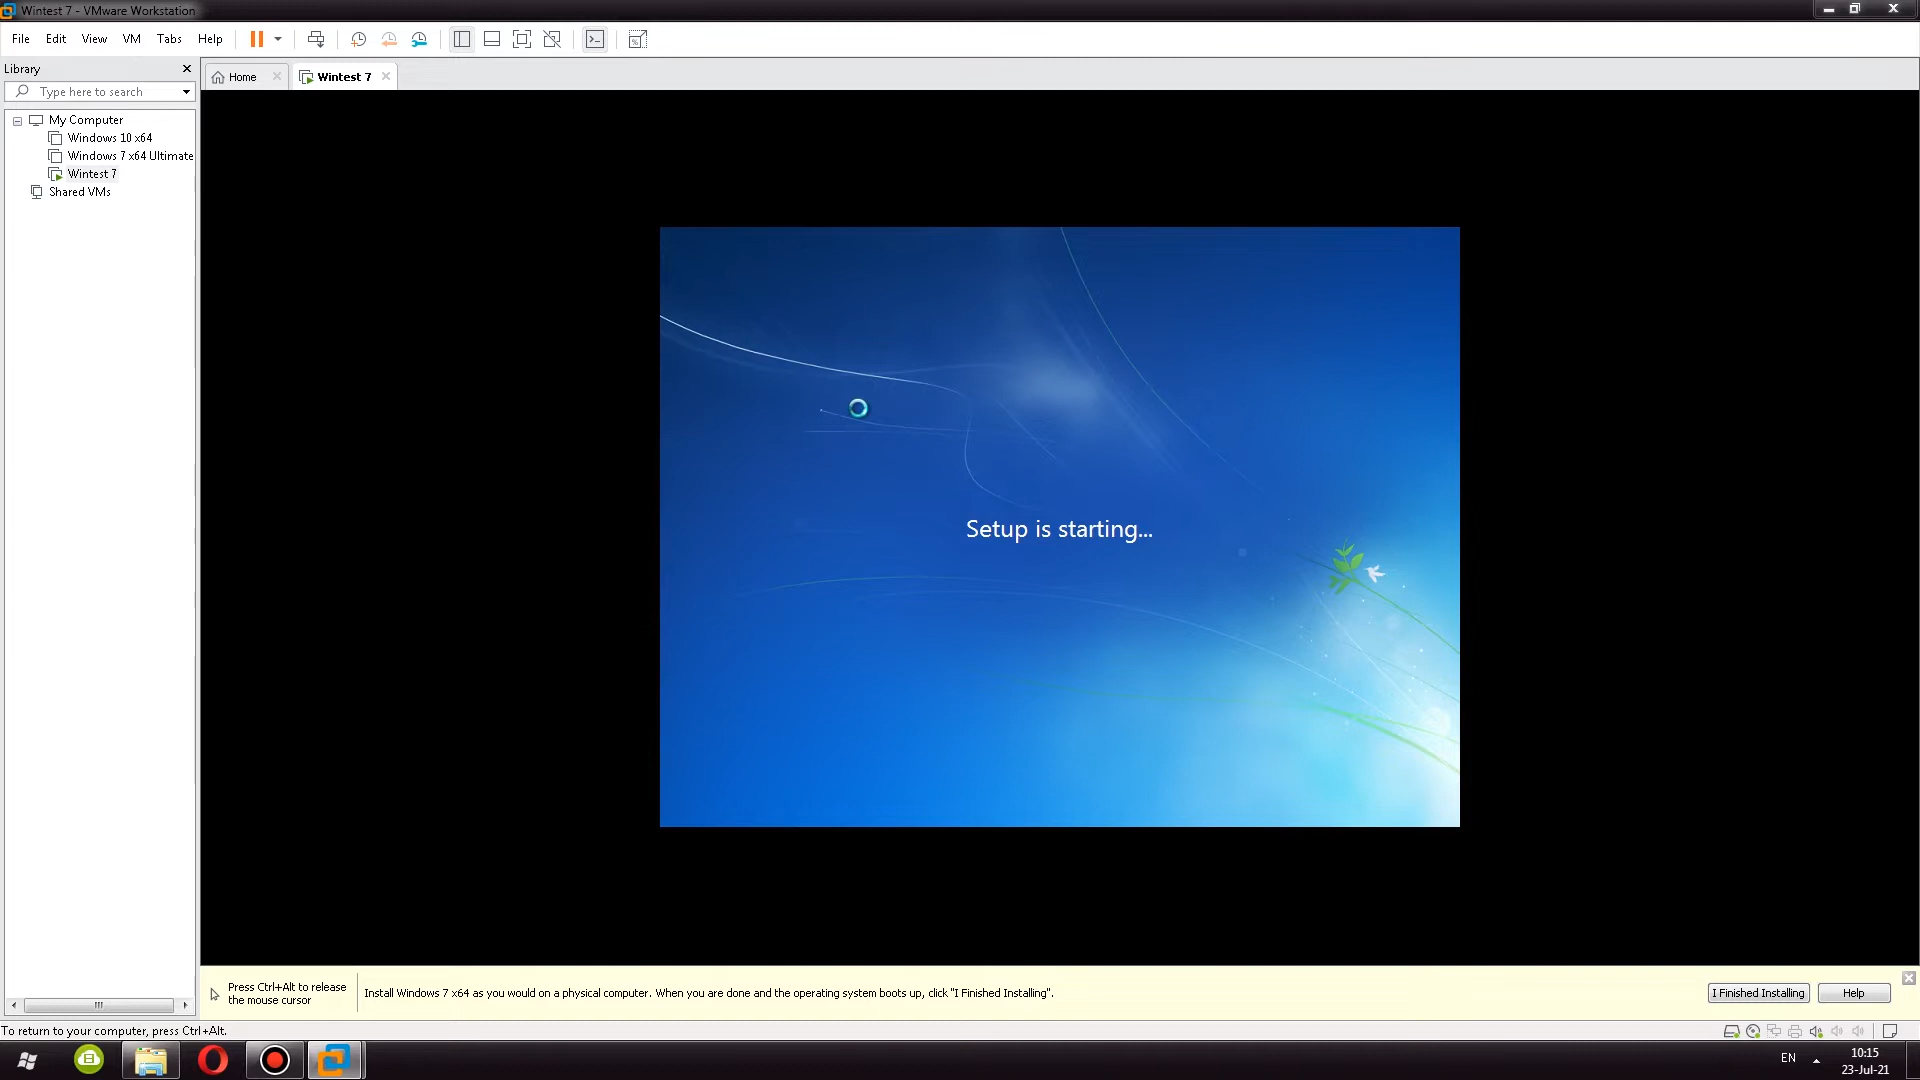 Wintest 7 - VMware Workstation
File Edit View VM Tabs Help
Library
Home
Wintest 7
Type here to search
My Computer
Windows 10 x64
Windows 7 x64 Ultimate
Wintest 7
Shared VMs
Setup is starting...
Press Ctrl+Alt to release
the mouse cursor
Install Windows 7 x64 as you would on a physical computer. When you are done and the operating system boots up, click "I Finished Installing".
I Finished Installing
Help
To return to your computer, press Ctrl+Alt.
EN
10:15
23-Jul-21